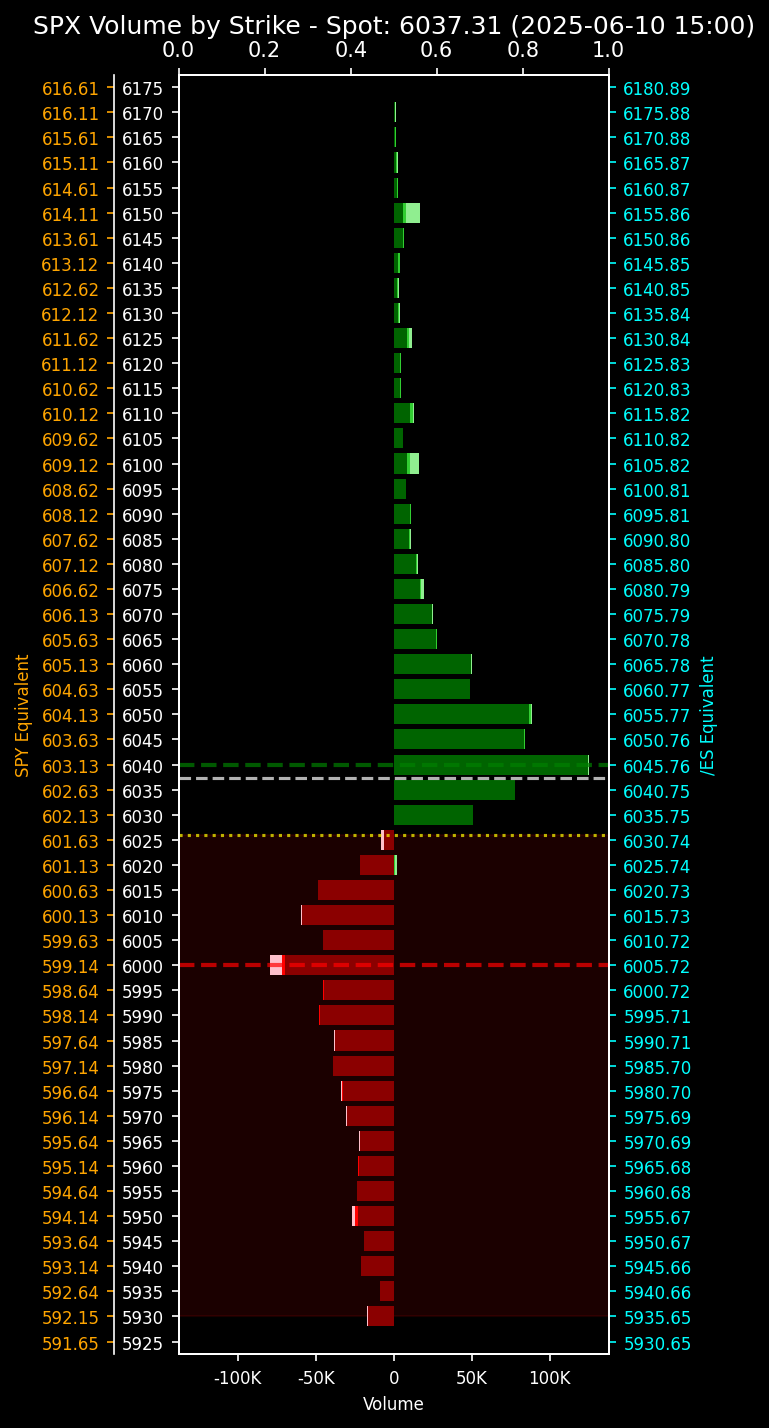 SPX Volume by Strike - Spot: 6037.31 (2025-06-10 15:00)
0.0 0.2 0.4 0.6 0.8 1.0
616.61 6175 6180.89
616.11 6170 6175.88
615.61 6165 6170.88
615.11 6160 6165.87
614.61 6155 6160.87
614.11 6150 6155.86
613.61 6145 6150.86
613.12 6140 6145.85
612.62 6135 6140.85
612.12 6130 6135.84
611.62 6125 6130.84
611.12 6120 6125.83
610.62 6115 6120.83
610.12 6110 6115.82
609.62 6105 6110.82
609.12 6100 6105.82
608.62 6095 6100.81
608.12 6090 6095.81
607.62 6085 6090.80
607.12 6080 6085.80
606.62 6075 6080.79
606.13 6070 6075.79
605.63 6065 6070.78
605.13 6060 6065.78
604.63 6055 6060.77
604.13 6050 6055.77
603.63 6045 6050.76
603.13 6040 6045.76
602.63 6035 6040.75
602.13 6030 6035.75
601.63 6025 6030.74
601.13 6020 6025.74
600.63 6015 6020.73
600.13 6010 6015.73
599.63 6005 6010.72
599.14 6000 6005.72
598.64 5995 6000.72
598.14 5990 5995.71
597.64 5985 5990.71
597.14 5980 5985.70
596.64 5975 5980.70
596.14 5970 5975.69
595.64 5965 5970.69
595.14 5960 5965.68
594.64 5955 5960.68
594.14 5950 5955.67
593.64 5945 5950.67
593.14 5940 5945.66
592.64 5935 5940.66
592.15 5930 5935.65
591.65 5925 5930.65
SPY Equivalent
/ES Equivalent
-100K -50K 0 50K 100K
Volume